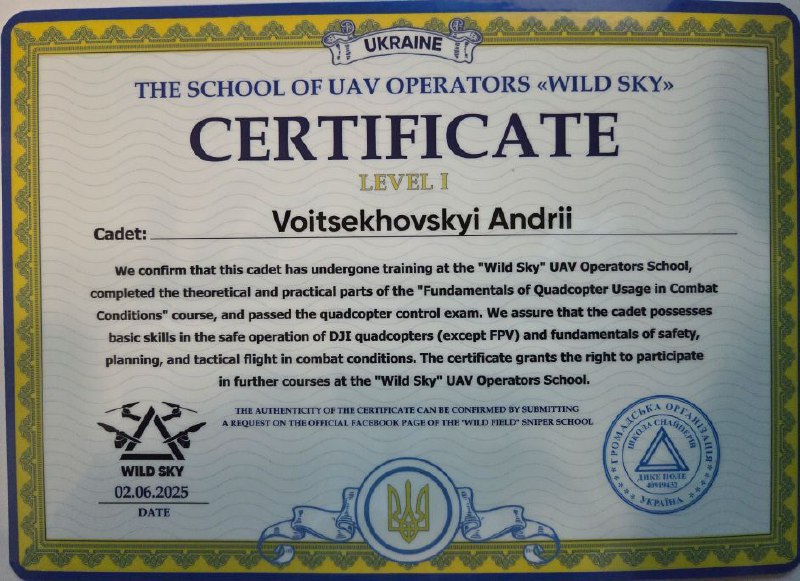 UKRAINE
THE SCHOOL OF UAV OPERATORS «WILD SKY»
CERTIFICATE
LEVEL I
Cadet: Voitsekhovskyi Andrii
We confirm that this cadet has undergone training at the "Wild Sky" UAV Operators School,
completed the theoretical and practical parts of the "Fundamentals of Quadcopter Usage in Combat
Conditions" course, and passed the quadcopter control exam. We assure that the cadet possesses
basic skills in the safe operation of DJI quadcopters (except FPV) and fundamentals of safety,
planning, and tactical flight in combat conditions. The certificate grants the right to participate
in further courses at the "Wild Sky" UAV Operators School.
THE AUTHENTICITY OF THE CERTIFICATE CAN BE CONFIRMED BY SUBMITTING
A REQUEST ON THE OFFICIAL FACEBOOK PAGE OF THE "WILD FIELD" SNIPER SCHOOL
WILD SKY
02.06.2025
DATE
ГРОМАДСЬКА ОРГАНІЗАЦІЯ
ШКОЛА СНАЙПЕРІВ
ДИКЕ ПОЛЕ
УКРАЇНА